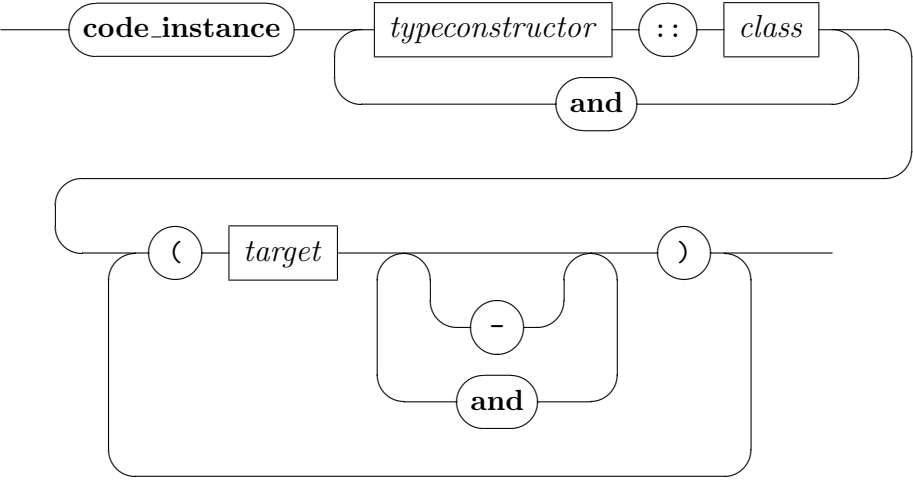 code_instance typeconstructor :: class
and
( target )
-
and